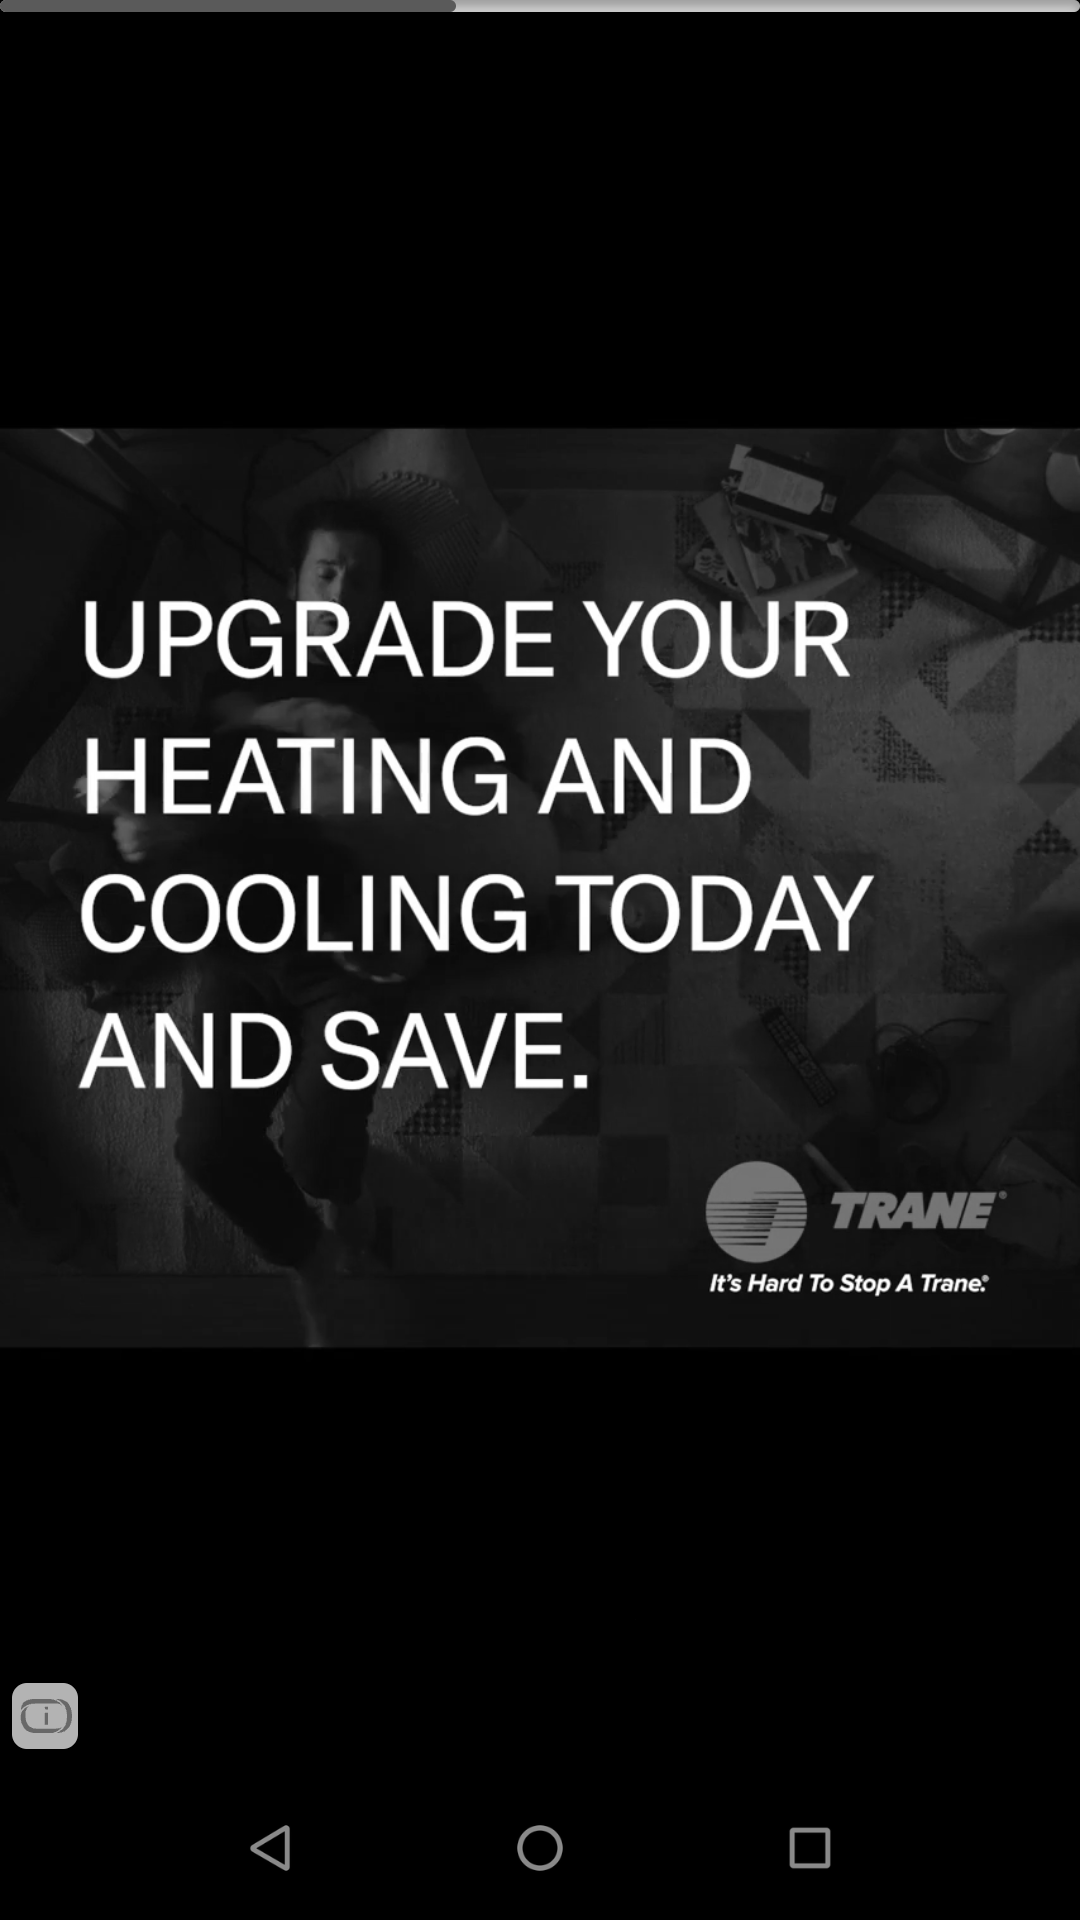 UPGRADE YOUR
HEATING AND
COOLING TODAY
AND SAVE.
TRANE®
It's Hard To Stop A Trane.®
i